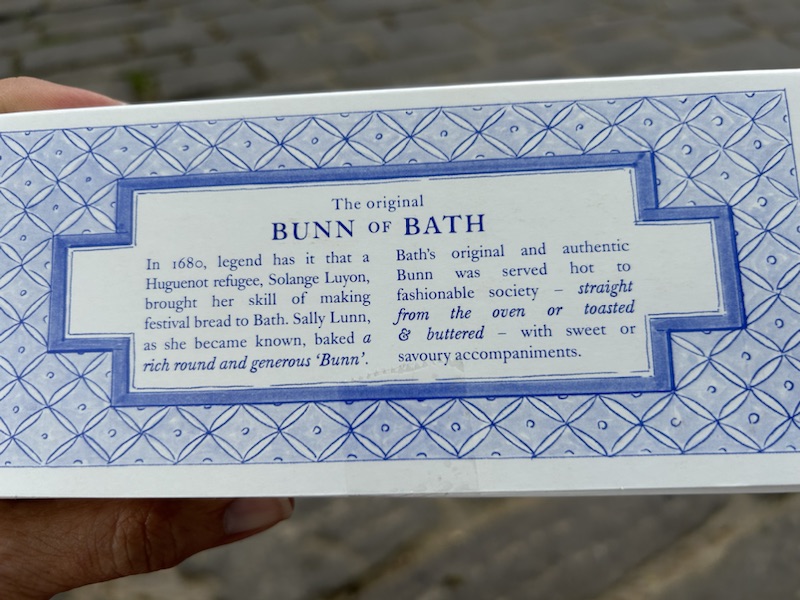 The original
BUNN OF BATH
In 1680, legend has it that a
Huguenot refugee, Solange Luyon,
brought her skill of making
festival bread to Bath. Sally Lunn,
as she became known, baked a
rich round and generous ‘Bunn’.
Bath’s original and authentic
Bunn was served hot to
fashionable society – straight
from the oven or toasted
& buttered – with sweet or
savoury accompaniments.